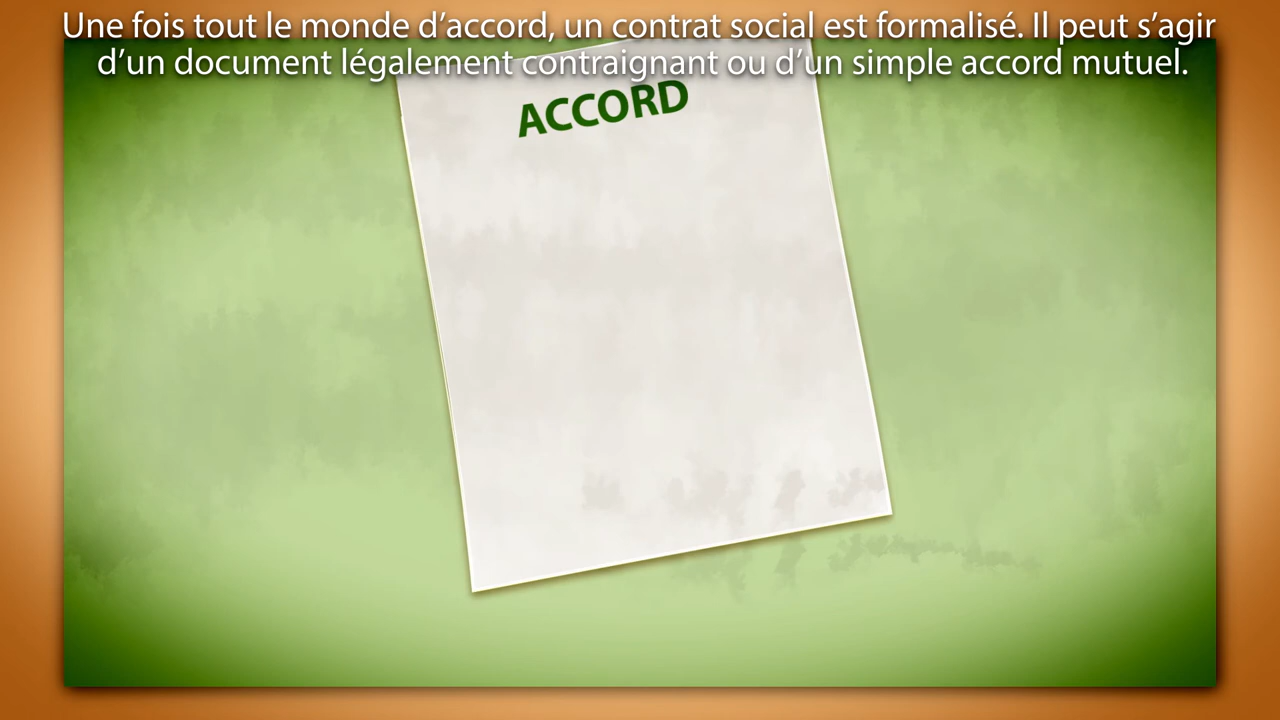 Une fois tout le monde d’accord, un contrat social est formalisé. Il peut s’agir
d’un document légalement contraignant ou d’un simple accord mutuel.
ACCORD